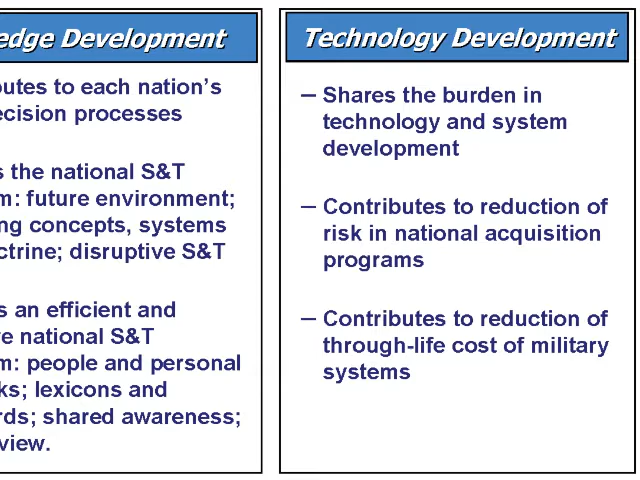 edge Development
butes to each nation's
ecision processes
s the national S&T
m: future environment;
ng concepts, systems
ctrine; disruptive S&T
s an efficient and
ve national S&T
m: people and personal
ks; lexicons and
rds; shared awareness;
view.
Technology Development
– Shares the burden in
technology and system
development
– Contributes to reduction of
risk in national acquisition
programs
– Contributes to reduction of
through-life cost of military
systems